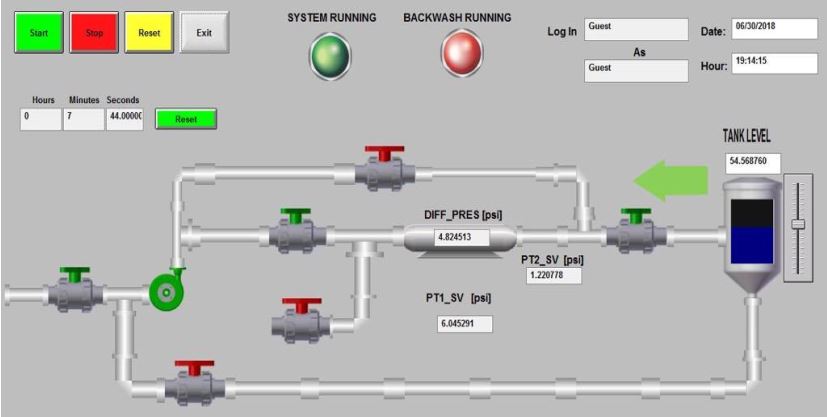 SYSTEM RUNNING
BACKWASH RUNNING
Start
Stop
Reset
Exit
Log In
Guest
Date:
06/30/2018
As
Guest
Hour:
19:14:15
Hours
Minutes
Seconds
0
7
44.00000
Reset
TANK LEVEL
54.568760
DIFF_PRES [psi]
4.824513
PT2_SV [psi]
1.220778
PT1_SV [psi]
6.045291